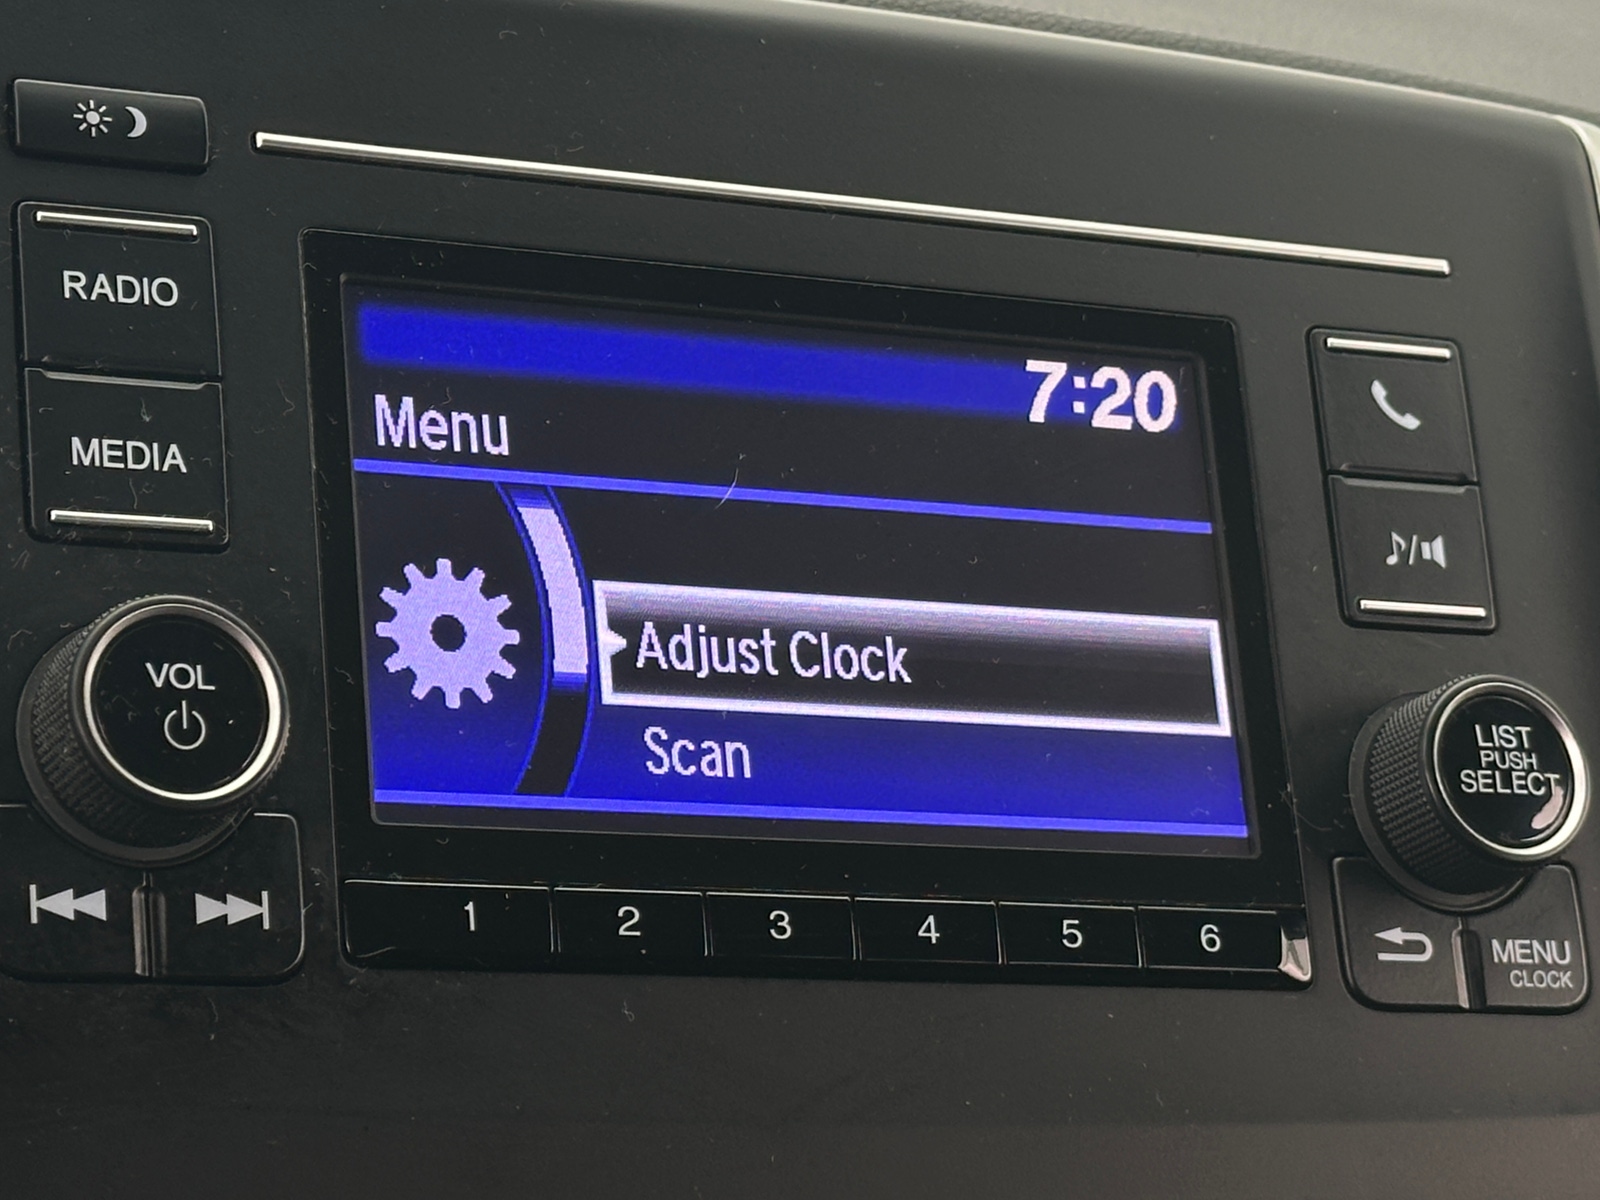 RADIO
MEDIA
VOL
7:20
Menu
Adjust Clock
Scan
1 2 3 4 5 6
LIST
PUSH
SELECT
MENU
CLOCK